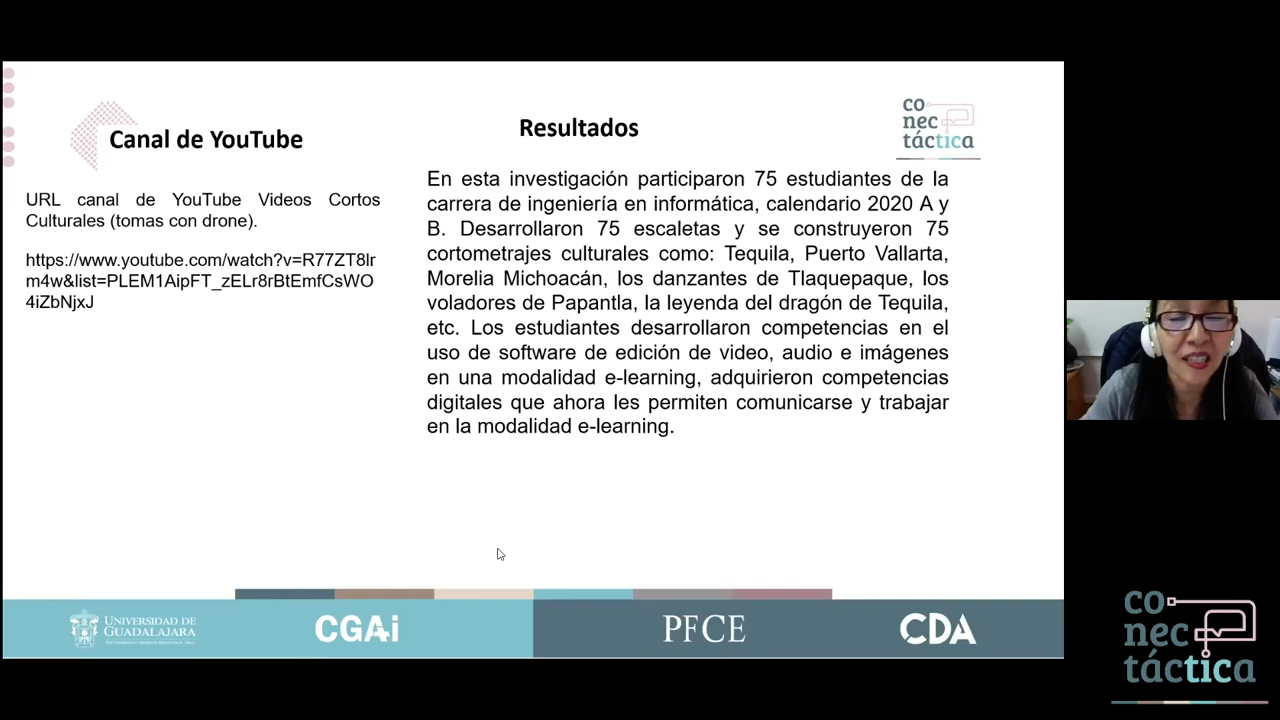 Canal de YouTube
URL canal de YouTube Videos Cortos
Culturales (tomas con drone).
https://www.youtube.com/watch?v=R77ZT8lr
m4w&list=PLEM1AipFT_zELr8rBtEmfCsWO
4iZbNjxJ
Resultados
En esta investigación participaron 75 estudiantes de la
carrera de ingeniería en informática, calendario 2020 A y
B. Desarrollaron 75 escaletas y se construyeron 75
cortometrajes culturales como: Tequila, Puerto Vallarta,
Morelia Michoacán, los danzantes de Tlaquepaque, los
voladores de Papantla, la leyenda del dragón de Tequila,
etc. Los estudiantes desarrollaron competencias en el
uso de software de edición de video, audio e imágenes
en una modalidad e-learning, adquirieron competencias
digitales que ahora les permiten comunicarse y trabajar
en la modalidad e-learning.
co
nec
táctica
UNIVERSIDAD DE
GUADALAJARA
CGAi
PFCE
CDA
co
nec
táctica